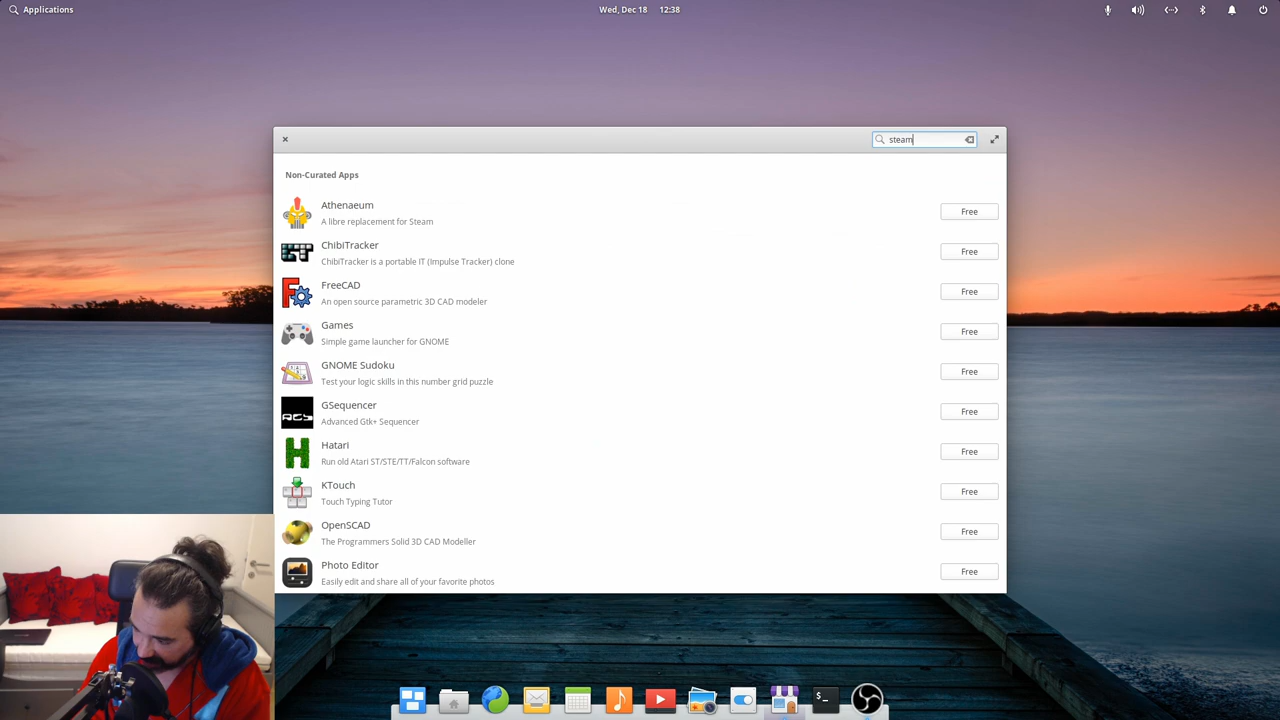 Applications
Wed, Dec 18 12:38
steam
Non-Curated Apps
Athenaeum
A libre replacement for Steam
Free
ChibiTracker
ChibiTracker is a portable IT (Impulse Tracker) clone
Free
FreeCAD
An open source parametric 3D CAD modeler
Free
Games
Simple game launcher for GNOME
Free
GNOME Sudoku
Test your logic skills in this number grid puzzle
Free
GSequencer
Advanced Gtk+ Sequencer
Free
Hatari
Run old Atari ST/STE/TT/Falcon software
Free
KTouch
Touch Typing Tutor
Free
OpenSCAD
The Programmers Solid 3D CAD Modeller
Free
Photo Editor
Easily edit and share all of your favorite photos
Free